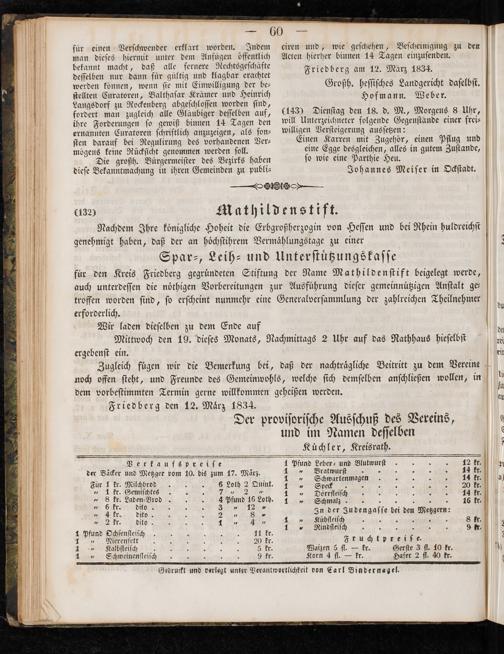 — 60 —
für einen Verschwender erklärt worden. Indem
man dieses hiermit unter dem Anfügen öffentlich
bekannt macht, daß alle fernere Rechtsgeschäfte
desselben nur dann für gültig und klagbar erachtet
werden können, wenn sie mit Einwilligung der be-
stellten Curatoren, Balthasar Krämer und Heinrich
Langsdorf zu Rockenberg abgeschlossen worden sind,
fordert man zugleich alle Gläubiger desselben auf,
ihre Forderungen so gewiß binnen 14 Tagen den
ernannten Curatoren schriftlich anzuzeigen, als son-
sten darauf bei Regulirung des vorhandenen Ver-
mögens keine Rücksicht genommen werden soll.
Die großh. Bürgermeister des Bezirks haben
diese Bekanntmachung in ihren Gemeinden zu publi-
ciren und, wie geschehen, Bescheinigung zu den
Acten hierher binnen 14 Tagen einzusenden.
Friedberg am 12. März 1834.
Großh. hessisches Landgericht daselbst.
Hofmann. Weber.
(143) Dienstag den 18. d. M., Morgens 8 Uhr,
will Unterzeichneter folgende Gegenstände einer frei-
willigen Versteigerung aussetzen:
Einen Karren mit Zugehör, einen Pflug und
eine Egge desgleichen, alles in gutem Zustande,
so wie eine Parthie Heu.
Johannes Meiser in Ockstadt.
(132) Mathildenstift.
Nachdem Ihre königliche Hoheit die Erbgroßherzogin von Hessen und bei Rhein huldreichst
genehmigt haben, daß der an höchstihrem Vermählungstage zu einer
Spar-, Leih- und Unterstützungskasse
für den Kreis Friedberg gegründeten Stiftung der Name Mathildenstift beigelegt werde,
auch unterdessen die nöthigen Vorbereitungen zur Ausführung dieser gemeinnützigen Anstalt ge-
troffen worden sind, so erscheint nunmehr eine Generalversammlung der zahlreichen Theilnehmer
erforderlich.
Wir laden dieselben zu dem Ende auf
Mittwoch den 19. dieses Monats, Nachmittags 2 Uhr auf das Rathhaus hieselbst
ergebenst ein.
Zugleich fügen wir die Bemerkung bei, daß der nachträgliche Beitritt zu dem Vereine
noch offen steht, und Freunde des Gemeinwohls, welche sich demselben anschließen wollen, in
dem vorbestimmten Termin gerne willkommen geheißen werden.
Friedberg den 12. März 1834.
Der provisorische Ausschuß des Vereins,
und im Namen desselben
Küchler, Kreisrath.
Verkaufspreise
der Bäcker und Metzger vom 10. bis zum 17. März.
Für 1 kr. Milchbrod . . . 6 Loth 2 Quint.
„ 1 kr. Gemischtes . . . 7 „ 2 „
„ 8 kr. Laden-Brod . . . 4 Pfund 16 Loth.
„ 6 kr. dito . . . 3 „ 12 „
„ 4 kr. dito . . . 2 „ 8 „
„ 2 kr. dito . . . 1 „ 4 „
1 Pfund Ochsenfleisch . . . 11 kr.
1 „ Nierenfett . . . 20 kr.
1 „ Kalbfleisch . . . 5 kr.
1 „ Schweinenfleisch . . . 9 kr.
1 Pfund Leber- und Blutwurst . . . 12 kr.
1 „ Bratwurst . . . 14 kr.
1 „ Schwartenmagen . . . 14 kr.
1 „ Speck . . . 20 kr.
1 „ Dörrfleisch . . . 14 kr.
1 „ Schmalz . . . 16 kr.
In der Judengasse bei den Metzgern:
1 „ Kuhfleisch . . . 8 kr.
1 „ Rindfleisch . . . 9 kr.
Fruchtpreise.
Waizen 5 fl. — kr. Gerste 3 fl. 10 kr.
Korn 4 fl. — kr. Hafer 2 fl. 40 kr.
Gedruckt und verlegt unter Verantwortlichkeit von Carl Bindernagel.